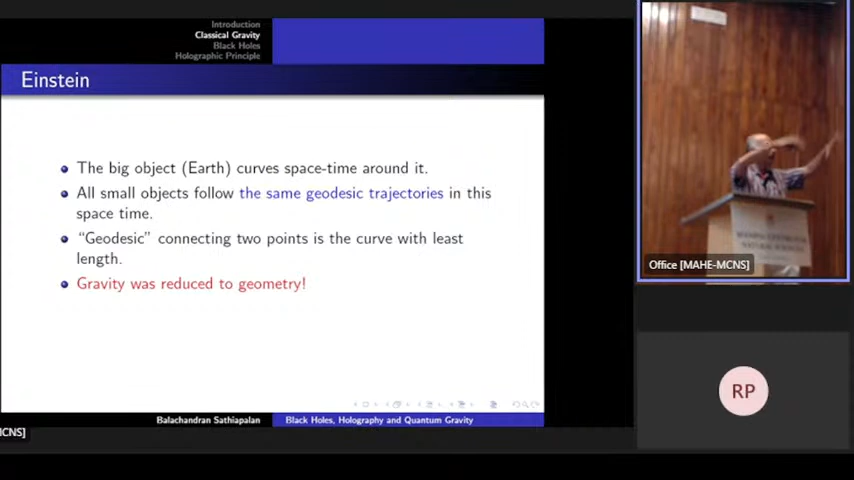 Introduction
Classical Gravity
Black Holes
Holographic Principle
Einstein
The big object (Earth) curves space-time around it.
All small objects follow the same geodesic trajectories in this
space time.
“Geodesic” connecting two points is the curve with least
length.
Gravity was reduced to geometry!
Balachandran Sathiapalan
Black Holes, Holography and Quantum Gravity
CNS]
Office [MAHE-MCNS]
RP